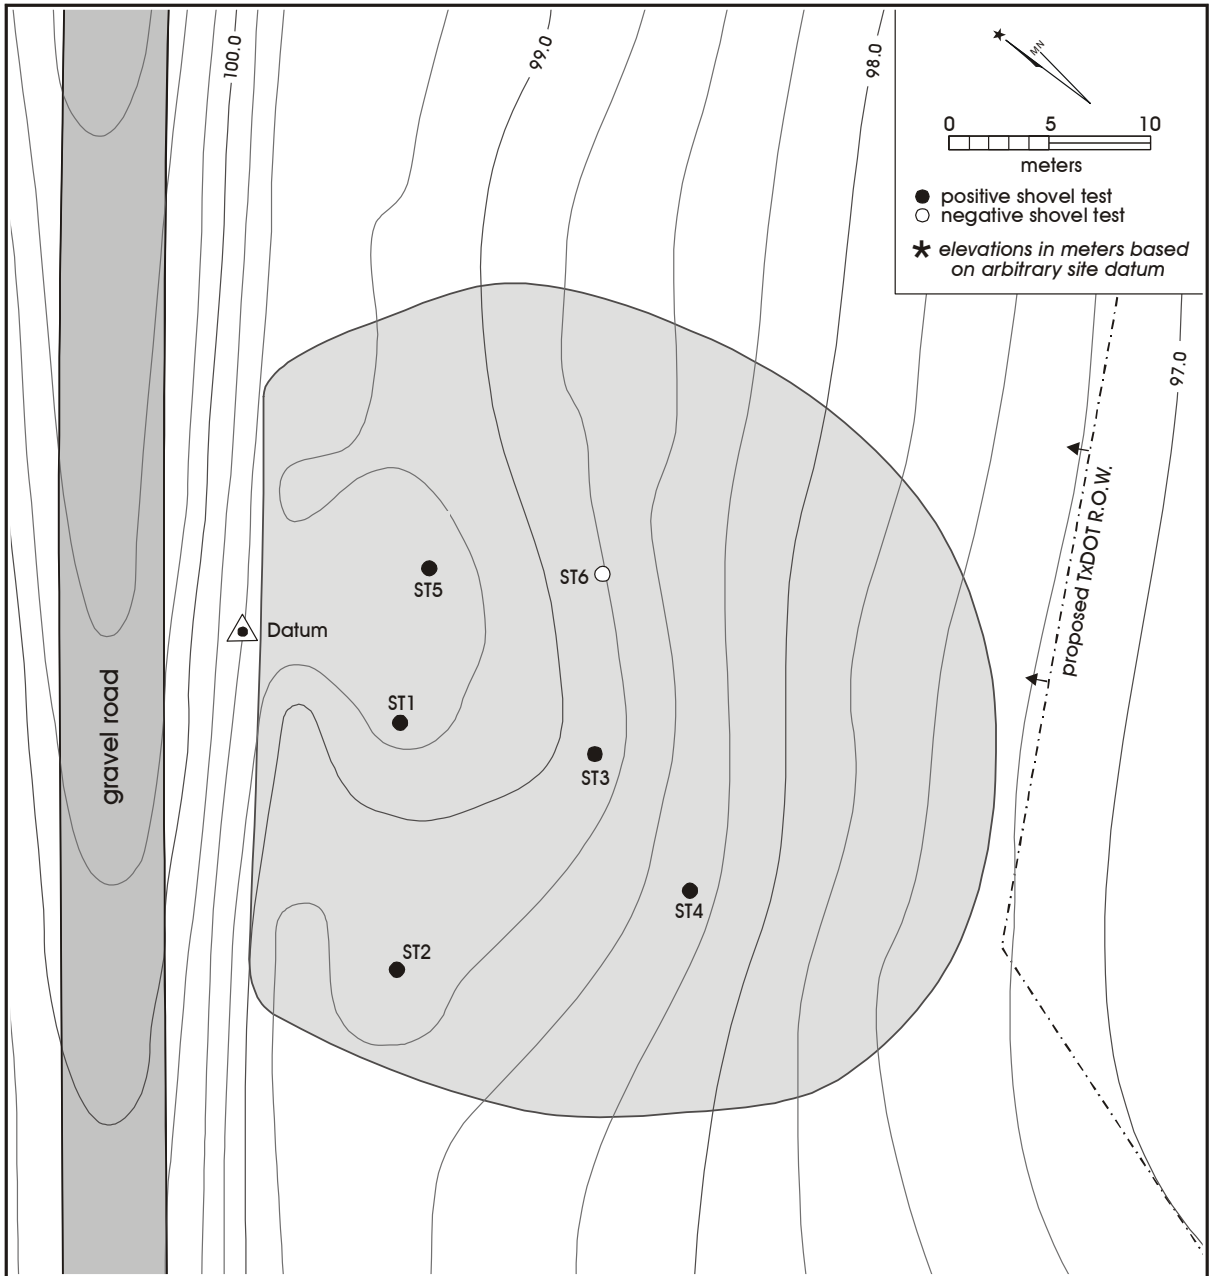 100.0
99.0
98.0
MN
0 5 10
meters
positive shovel test
negative shovel test
* elevations in meters based
on arbitrary site datum
97.0
proposed TxDOT R.O.W.
ST5
ST6
Datum
ST1
gravel road
ST3
ST4
ST2